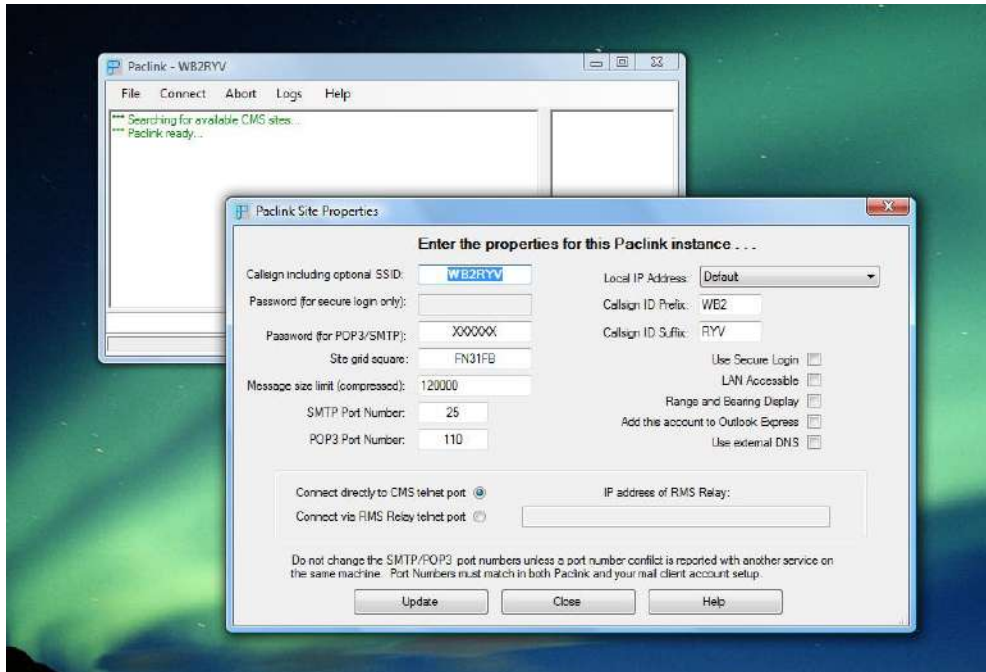 Paclink - WB2RYV
File Connect Abort Logs Help
*** Searching for available CMS sites...
*** Paclink ready...
Paclink Site Properties
Enter the properties for this Paclink instance . . .
Callsign including optional SSID: WB2RYV
Local IP Address: Default
Password (for secure login only):
Callsign ID Prefix: WB2
Password (for POP3/SMTP): XXXXXX
Callsign ID Suffix: RYV
Site grid square: FN31FB
Use Secure Login
Message size limit (compressed): 120000
LAN Accessible
Range and Bearing Display
SMTP Port Number: 25
Add this account to Outlook Express
POP3 Port Number: 110
Use external DNS
Connect directly to CMS telnet port
IP address of RMS Relay:
Connect via RMS Relay telnet port
Do not change the SMTP/POP3 port numbers unless a port number conflict is reported with another service on
the same machine. Port Numbers must match in both Paclink and your mail client account setup.
Update Close Help